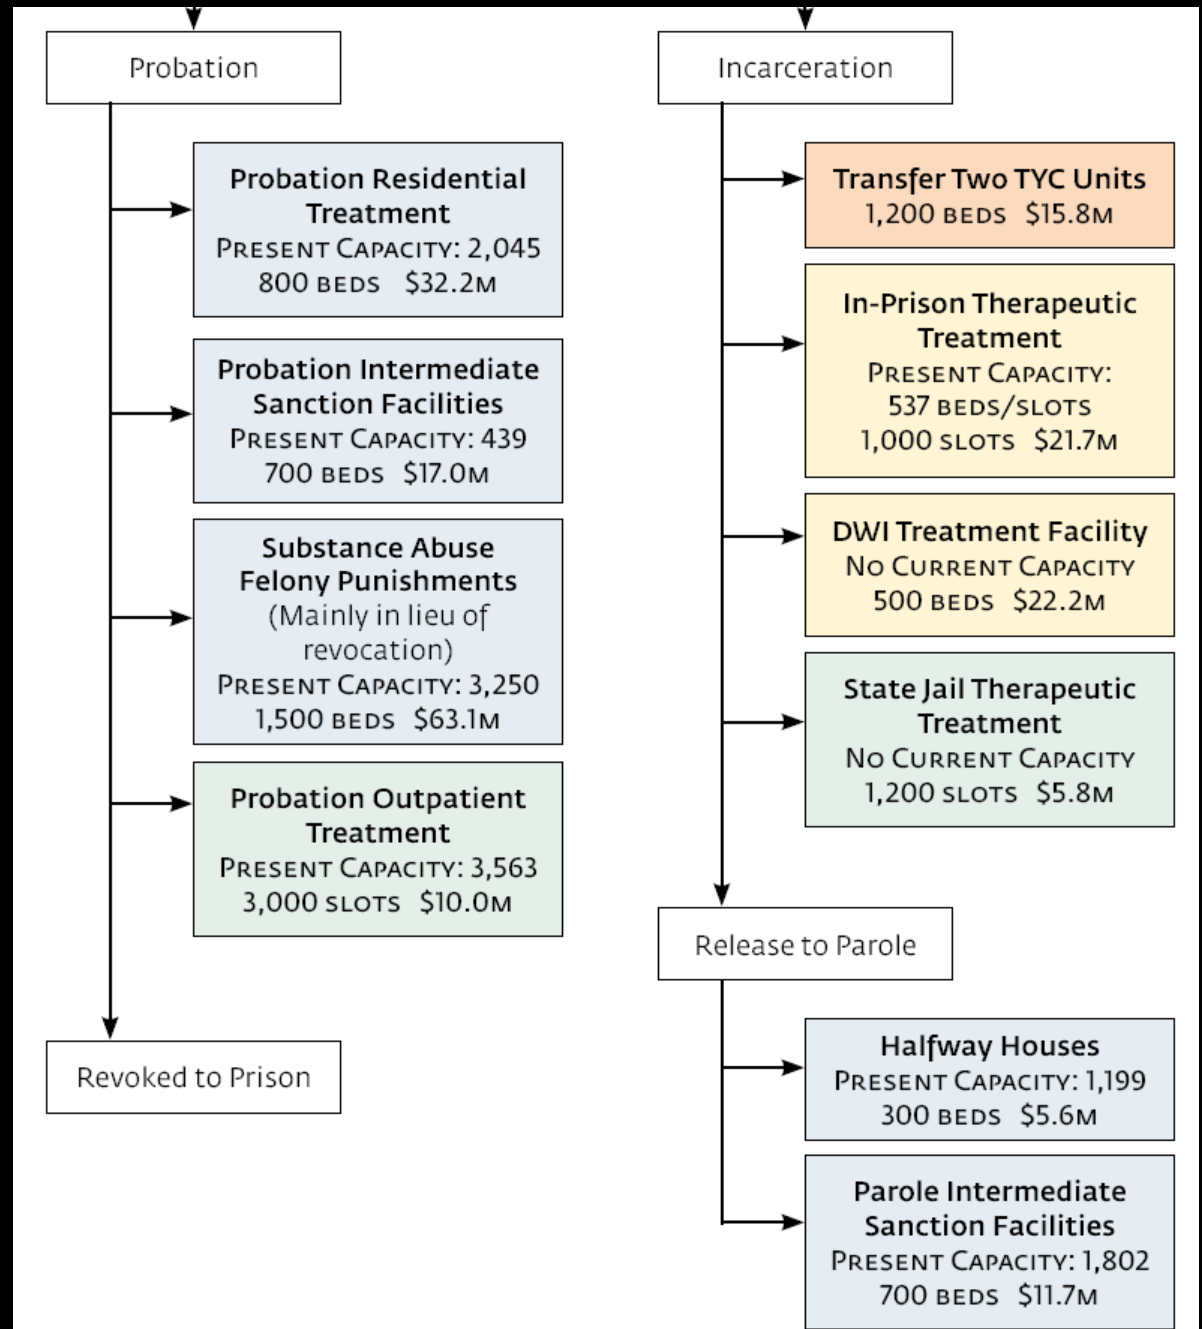 Probation
Probation Residential
Treatment
Present Capacity: 2,045
800 beds $32.2m
Probation Intermediate
Sanction Facilities
Present Capacity: 439
700 beds $17.0m
Substance Abuse
Felony Punishments
(Mainly in lieu of
revocation)
Present Capacity: 3,250
1,500 beds $63.1m
Probation Outpatient
Treatment
Present Capacity: 3,563
3,000 slots $10.0m
Revoked to Prison
Incarceration
Transfer Two TYC Units
1,200 beds $15.8m
In-Prison Therapeutic
Treatment
Present Capacity:
537 beds/slots
1,000 slots $21.7m
DWI Treatment Facility
No Current Capacity
500 beds $22.2m
State Jail Therapeutic
Treatment
No Current Capacity
1,200 slots $5.8m
Release to Parole
Halfway Houses
Present Capacity: 1,199
300 beds $5.6m
Parole Intermediate
Sanction Facilities
Present Capacity: 1,802
700 beds $11.7m